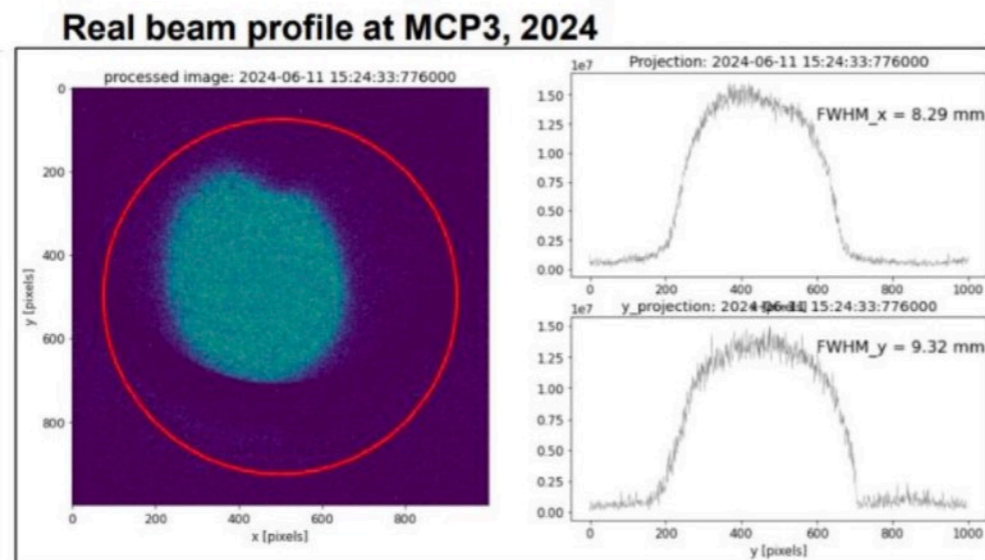 Real beam profile at MCP3, 2024
processed image: 2024-06-11 15:24:33:776000
0
200
400
600
800
y [pixels]
0 200 400 600 800
x [pixels]
Projection: 2024-06-11 15:24:33:776000
1e7
FWHM_x = 8.29 mm
1.50
1.25
1.00
0.75
0.50
0.25
0.00
0 200 400 600 800 1000
y_projection: 2024-06-11 15:24:33:776000
1e7
FWHM_y = 9.32 mm
1.50
1.25
1.00
0.75
0.50
0.25
0.00
0 200 400 600 800 1000
y [pixels]